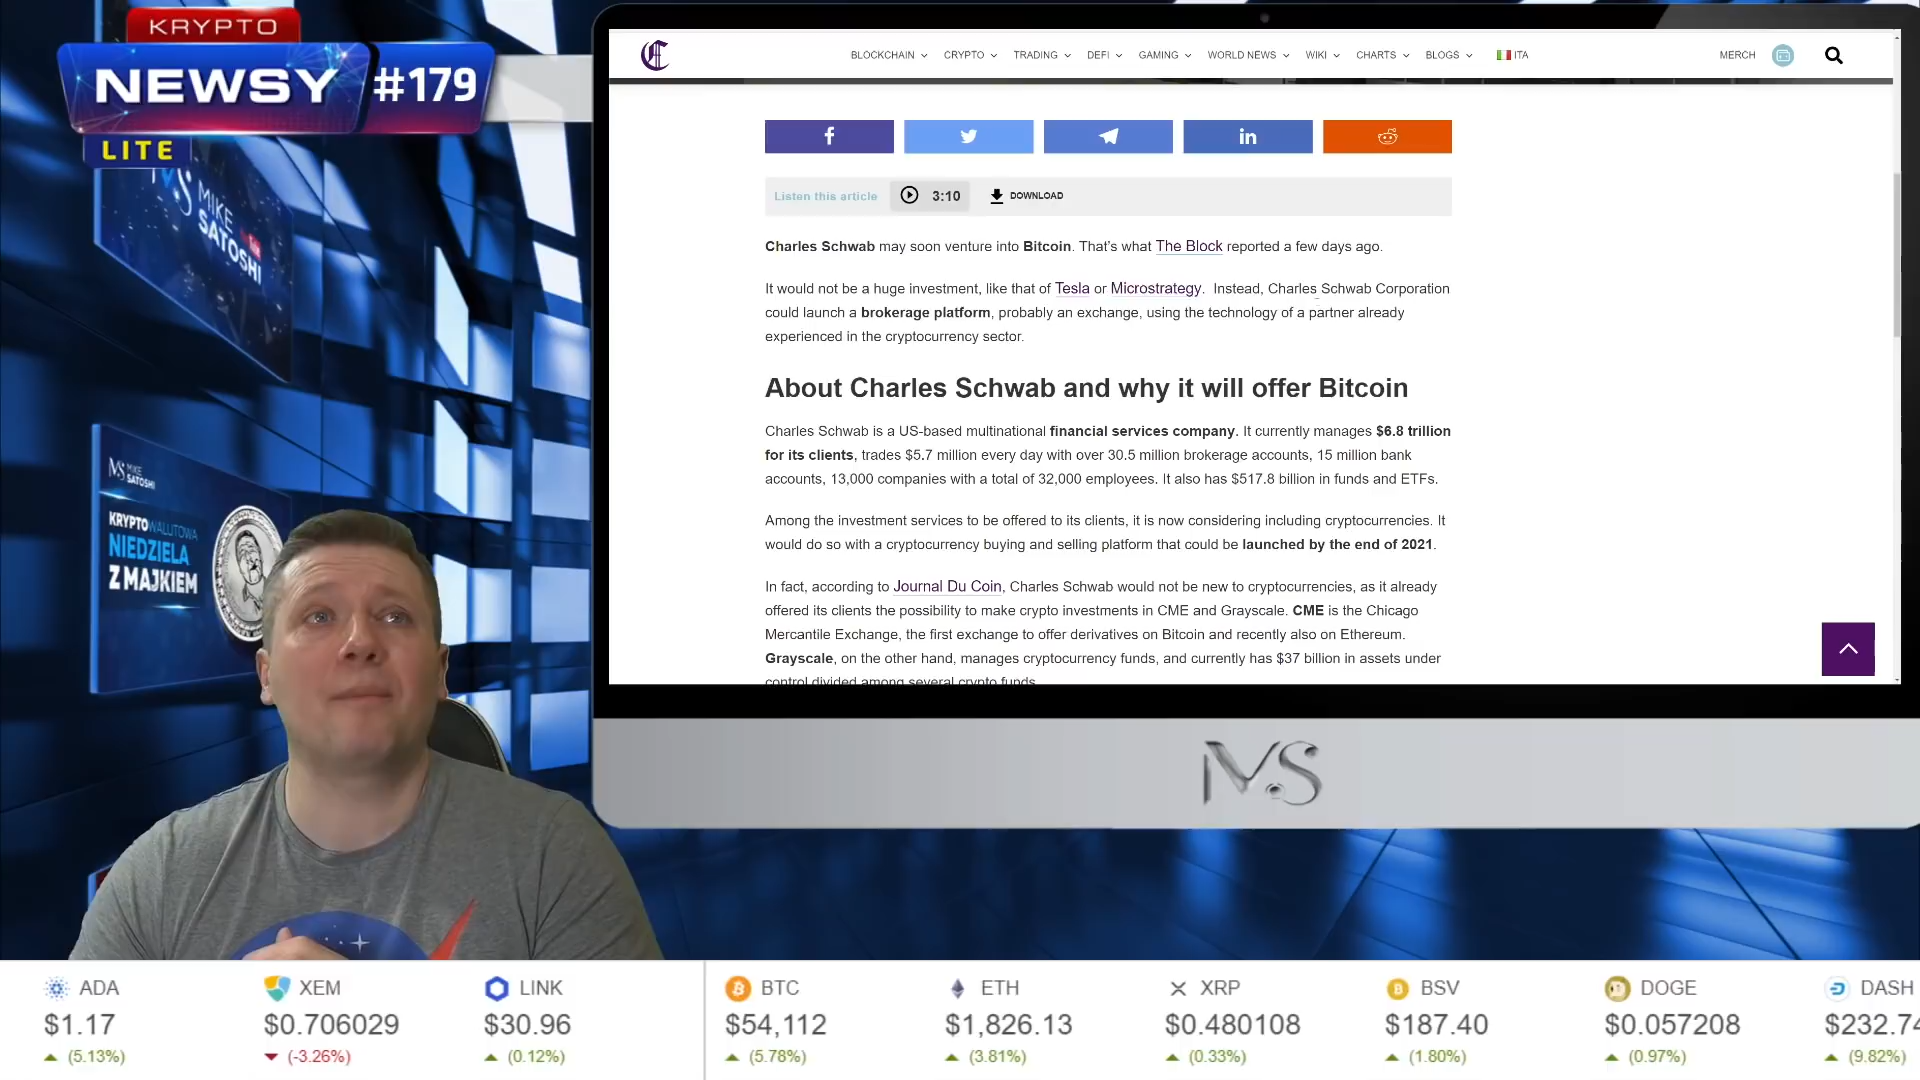 KRYPTO
NEWSY #179
LITE
MIKE
SATOSHI
MS MIKE
SATOSHI
KRYPTOWALUTOWA
NIEDZIELA
Z MAJKIEM
BLOCKCHAIN CRYPTO TRADING DEFI GAMING WORLD NEWS WIKI CHARTS BLOGS ITA MERCH
Listen this article 3:10 DOWNLOAD
Charles Schwab may soon venture into Bitcoin. That's what The Block reported a few days ago.
It would not be a huge investment, like that of Tesla or Microstrategy. Instead, Charles Schwab Corporation
could launch a brokerage platform, probably an exchange, using the technology of a partner already
experienced in the cryptocurrency sector.
About Charles Schwab and why it will offer Bitcoin
Charles Schwab is a US-based multinational financial services company. It currently manages $6.8 trillion
for its clients, trades $5.7 million every day with over 30.5 million brokerage accounts, 15 million bank
accounts, 13,000 companies with a total of 32,000 employees. It also has $517.8 billion in funds and ETFs.
Among the investment services to be offered to its clients, it is now considering including cryptocurrencies. It
would do so with a cryptocurrency buying and selling platform that could be launched by the end of 2021.
In fact, according to Journal Du Coin, Charles Schwab would not be new to cryptocurrencies, as it already
offered its clients the possibility to make crypto investments in CME and Grayscale. CME is the Chicago
Mercantile Exchange, the first exchange to offer derivatives on Bitcoin and recently also on Ethereum.
Grayscale, on the other hand, manages cryptocurrency funds, and currently has $37 billion in assets under
control divided among several crypto funds.
MS
ADA XEM LINK BTC ETH XRP BSV DOGE DASH
$1.17 $0.706029 $30.96 $54,112 $1,826.13 $0.480108 $187.40 $0.057208 $232.74
(5.13%) (-3.26%) (0.12%) (5.78%) (3.81%) (0.33%) (1.80%) (0.97%) (9.82%)